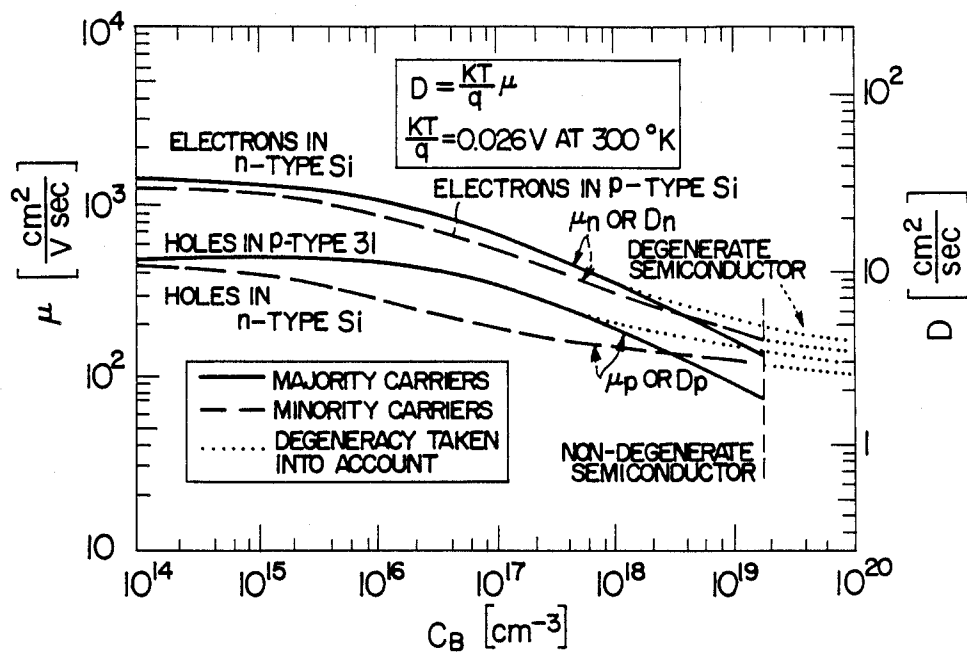 10⁴
10³
10²
10
μ [cm²/V sec]
D = KT/q μ
KT/q = 0.026V AT 300 °K
ELECTRONS IN
n-TYPE Si
ELECTRONS IN p-TYPE Si
μn OR Dn
HOLES IN p-TYPE 3I
DEGENERATE
SEMICONDUCTOR
HOLES IN
n-TYPE Si
μp OR Dp
MAJORITY CARRIERS
MINORITY CARRIERS
DEGENERACY TAKEN
INTO ACCOUNT
NON-DEGENERATE
SEMICONDUCTOR
10²
10
1
D [cm²/sec]
10¹⁴ 10¹⁵ 10¹⁶ 10¹⁷ 10¹⁸ 10¹⁹ 10²⁰
C_B [cm⁻³]